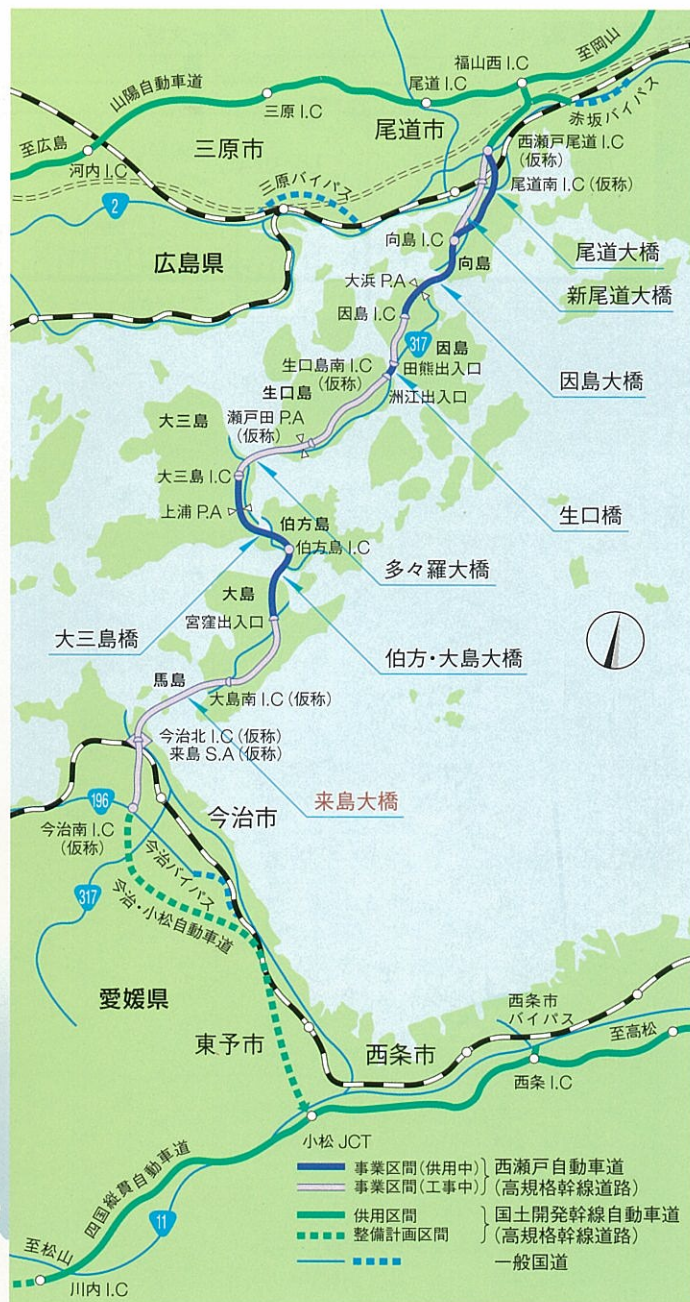 至岡山
福山西I.C
尾道I.C
山陽自動車道
三原I.C
尾道市
赤坂バイパス
至広島
河内I.C
三原市
西瀬戸尾道I.C
(仮称)
尾道南I.C(仮称)
三原バイパス
2
向島I.C
尾道大橋
広島県
向島
大浜P.A
新尾道大橋
因島I.C
317
因島
生口島南I.C
(仮称)
田熊出入口
因島大橋
生口島
洲江出入口
大三島
瀬戸田P.A
(仮称)
大三島I.C
上浦P.A
生口橋
伯方島
伯方島I.C
多々羅大橋
大島
宮窪出入口
大三島橋
伯方・大島大橋
馬島
大島南I.C(仮称)
今治北I.C(仮称)
来島S.A(仮称)
来島大橋
196
今治市
今治南I.C
(仮称)
今治バイパス
317
今治・小松自動車道
愛媛県
西条市
バイパス
東予市
西条市
至高松
西条I.C
小松JCT
四国縦貫自動車道
11
至松山
川内I.C
事業区間(供用中)
事業区間(工事中)
西瀬戸自動車道
(高規格幹線道路)
供用区間
整備計画区間
国土開発幹線自動車道
(高規格幹線道路)
一般国道